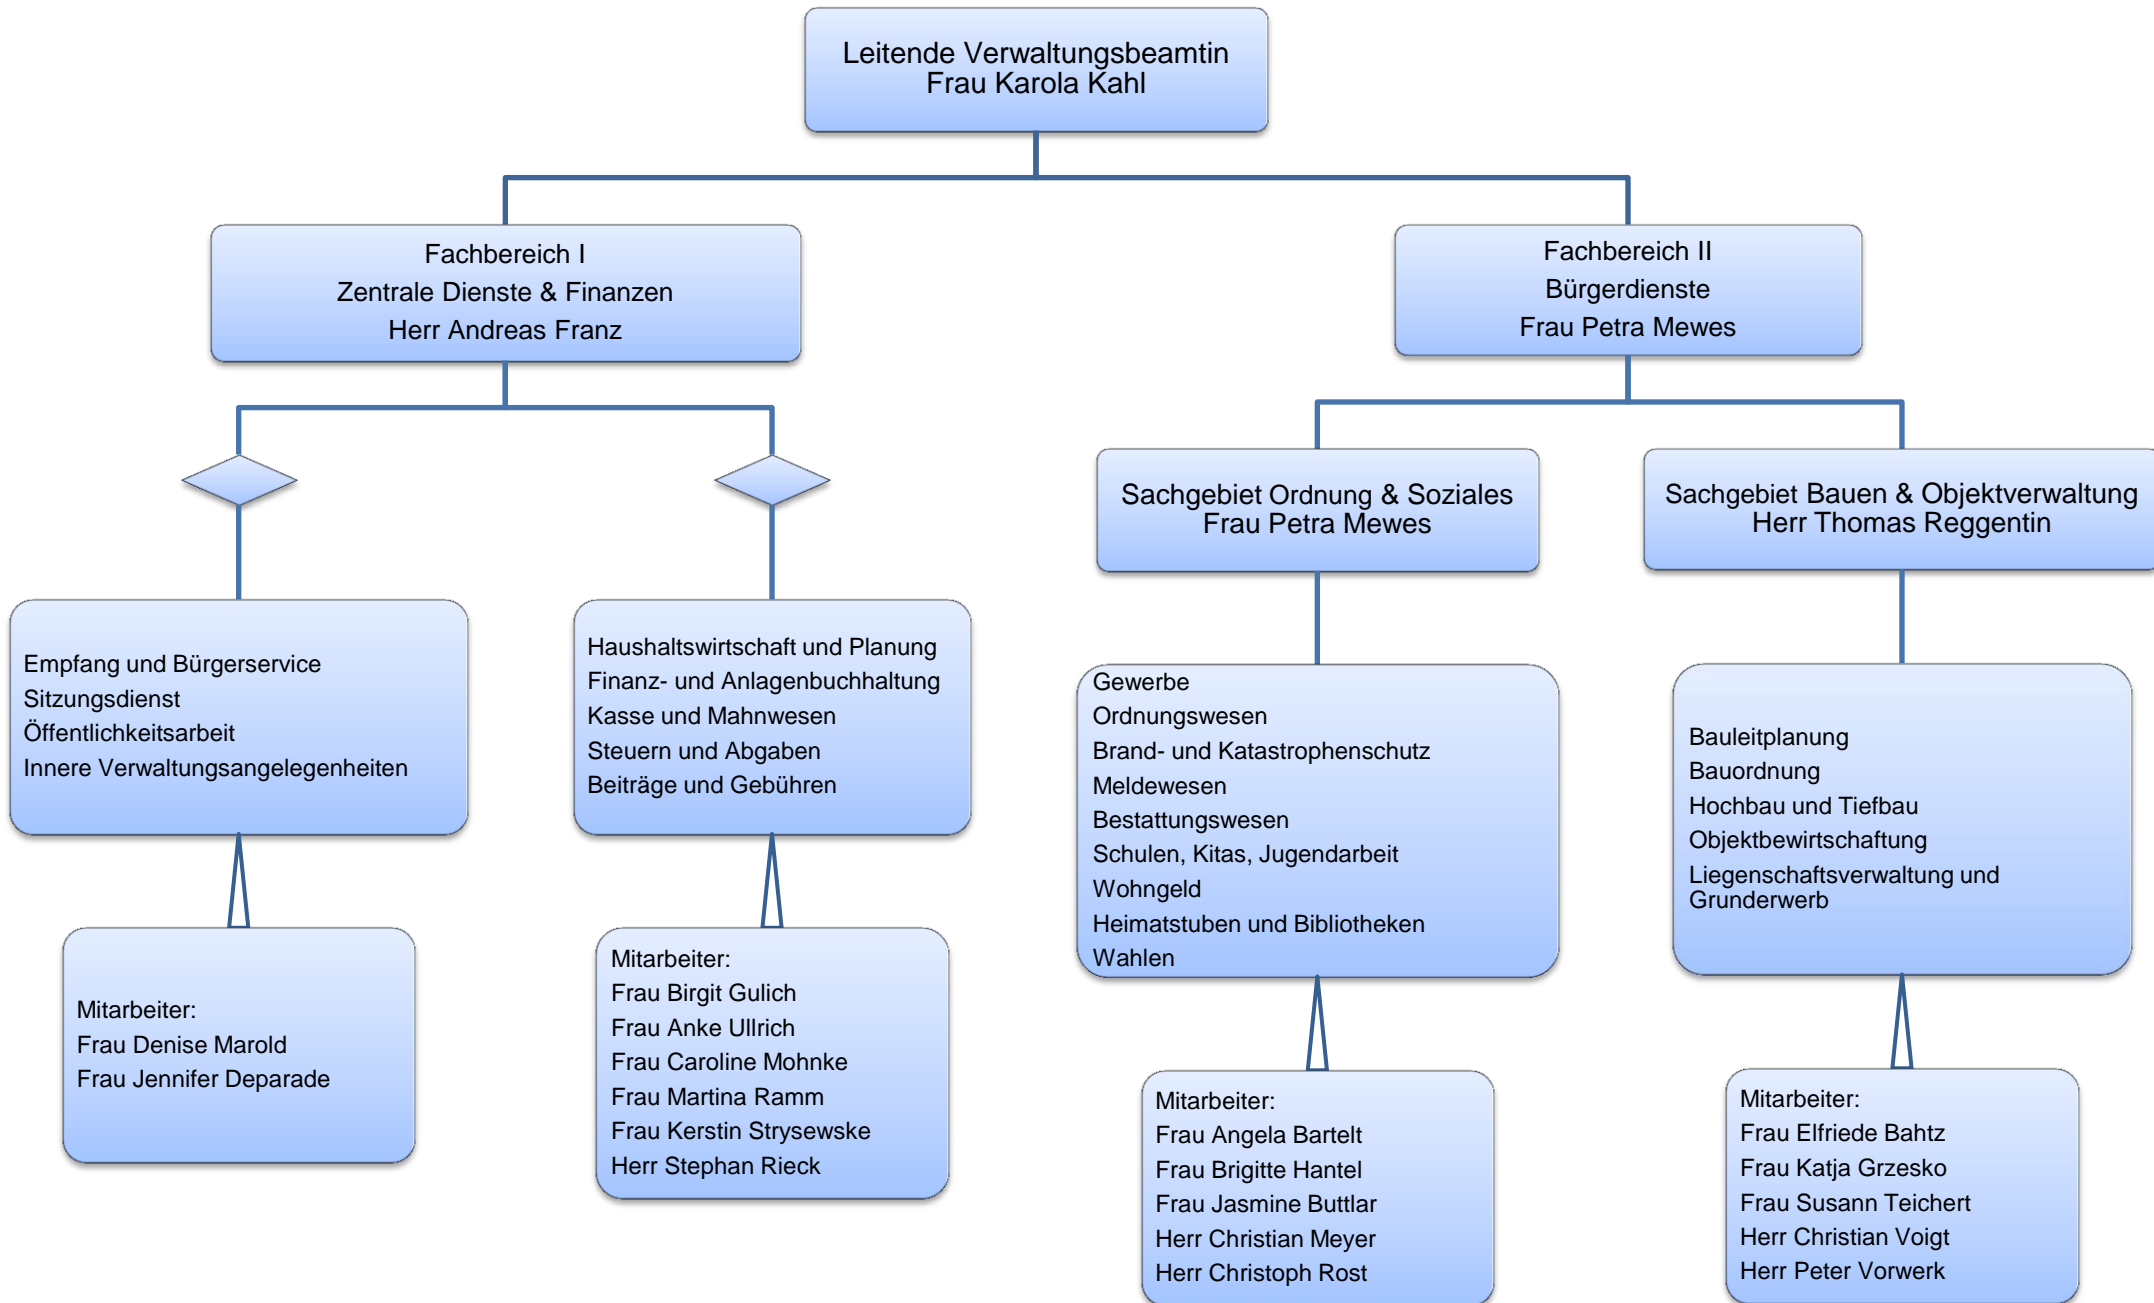 Leitende Verwaltungsbeamtin
Frau Karola Kahl
Fachbereich I
Zentrale Dienste & Finanzen
Herr Andreas Franz
Fachbereich II
Bürgerdienste
Frau Petra Mewes
Sachgebiet Ordnung & Soziales
Frau Petra Mewes
Sachgebiet Bauen & Objektverwaltung
Herr Thomas Reggentin
Empfang und Bürgerservice
Sitzungsdienst
Öffentlichkeitsarbeit
Innere Verwaltungsangelegenheiten
Haushaltswirtschaft und Planung
Finanz- und Anlagenbuchhaltung
Kasse und Mahnwesen
Steuern und Abgaben
Beiträge und Gebühren
Gewerbe
Ordnungswesen
Brand- und Katastrophenschutz
Meldewesen
Bestattungswesen
Schulen, Kitas, Jugendarbeit
Wohngeld
Heimatstuben und Bibliotheken
Wahlen
Bauleitplanung
Bauordnung
Hochbau und Tiefbau
Objektbewirtschaftung
Liegenschaftsverwaltung und
Grunderwerb
Mitarbeiter:
Frau Denise Marold
Frau Jennifer Deparade
Mitarbeiter:
Frau Birgit Gulich
Frau Anke Ullrich
Frau Caroline Mohnke
Frau Martina Ramm
Frau Kerstin Strysewske
Herr Stephan Rieck
Mitarbeiter:
Frau Angela Bartelt
Frau Brigitte Hantel
Frau Jasmine Buttlar
Herr Christian Meyer
Herr Christoph Rost
Mitarbeiter:
Frau Elfriede Bahtz
Frau Katja Grzesko
Frau Susann Teichert
Herr Christian Voigt
Herr Peter Vorwerk